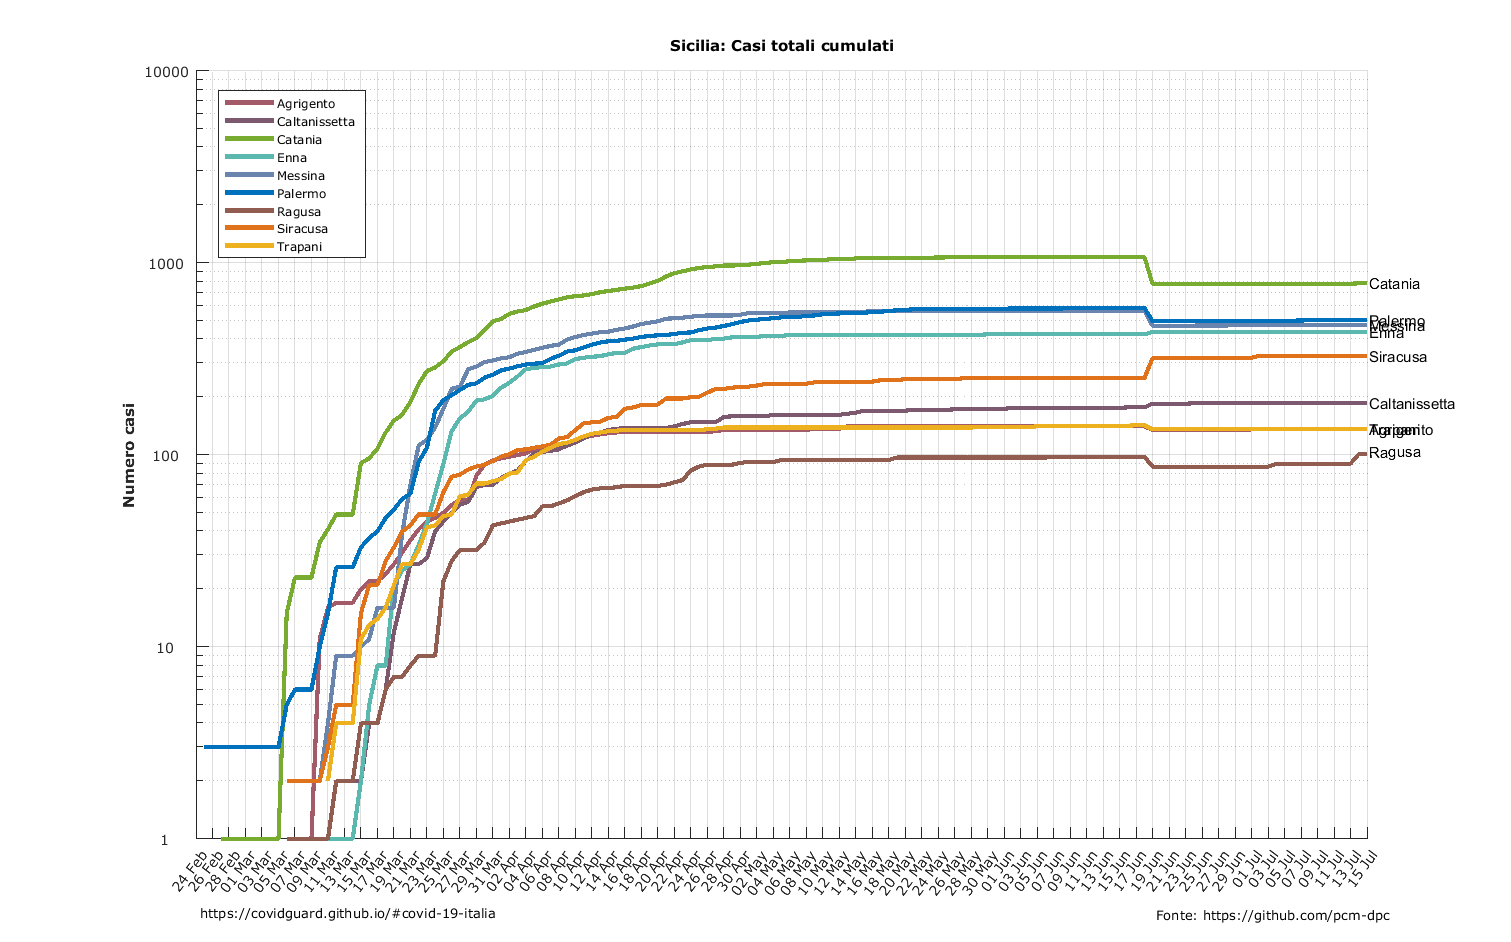 Sicilia: Casi totali cumulati
Numero casi
10000
1000
100
10
1
Agrigento
Caltanissetta
Catania
Enna
Messina
Palermo
Ragusa
Siracusa
Trapani
Catania
Palermo
Messina
Enna
Siracusa
Caltanissetta
Agrigento
Trapani
Ragusa
24 Feb
26 Feb
28 Feb
01 Mar
03 Mar
05 Mar
07 Mar
09 Mar
11 Mar
13 Mar
15 Mar
17 Mar
19 Mar
21 Mar
23 Mar
25 Mar
27 Mar
29 Mar
31 Mar
02 Apr
04 Apr
06 Apr
08 Apr
10 Apr
12 Apr
14 Apr
16 Apr
18 Apr
20 Apr
22 Apr
24 Apr
26 Apr
28 Apr
30 Apr
02 May
04 May
06 May
08 May
10 May
12 May
14 May
16 May
18 May
20 May
22 May
24 May
26 May
28 May
30 May
01 Jun
03 Jun
05 Jun
07 Jun
09 Jun
11 Jun
13 Jun
15 Jun
17 Jun
19 Jun
21 Jun
23 Jun
25 Jun
27 Jun
29 Jun
01 Jul
03 Jul
05 Jul
07 Jul
09 Jul
11 Jul
13 Jul
15 Jul
https://covidguard.github.io/#covid-19-italia
Fonte: https://github.com/pcm-dpc